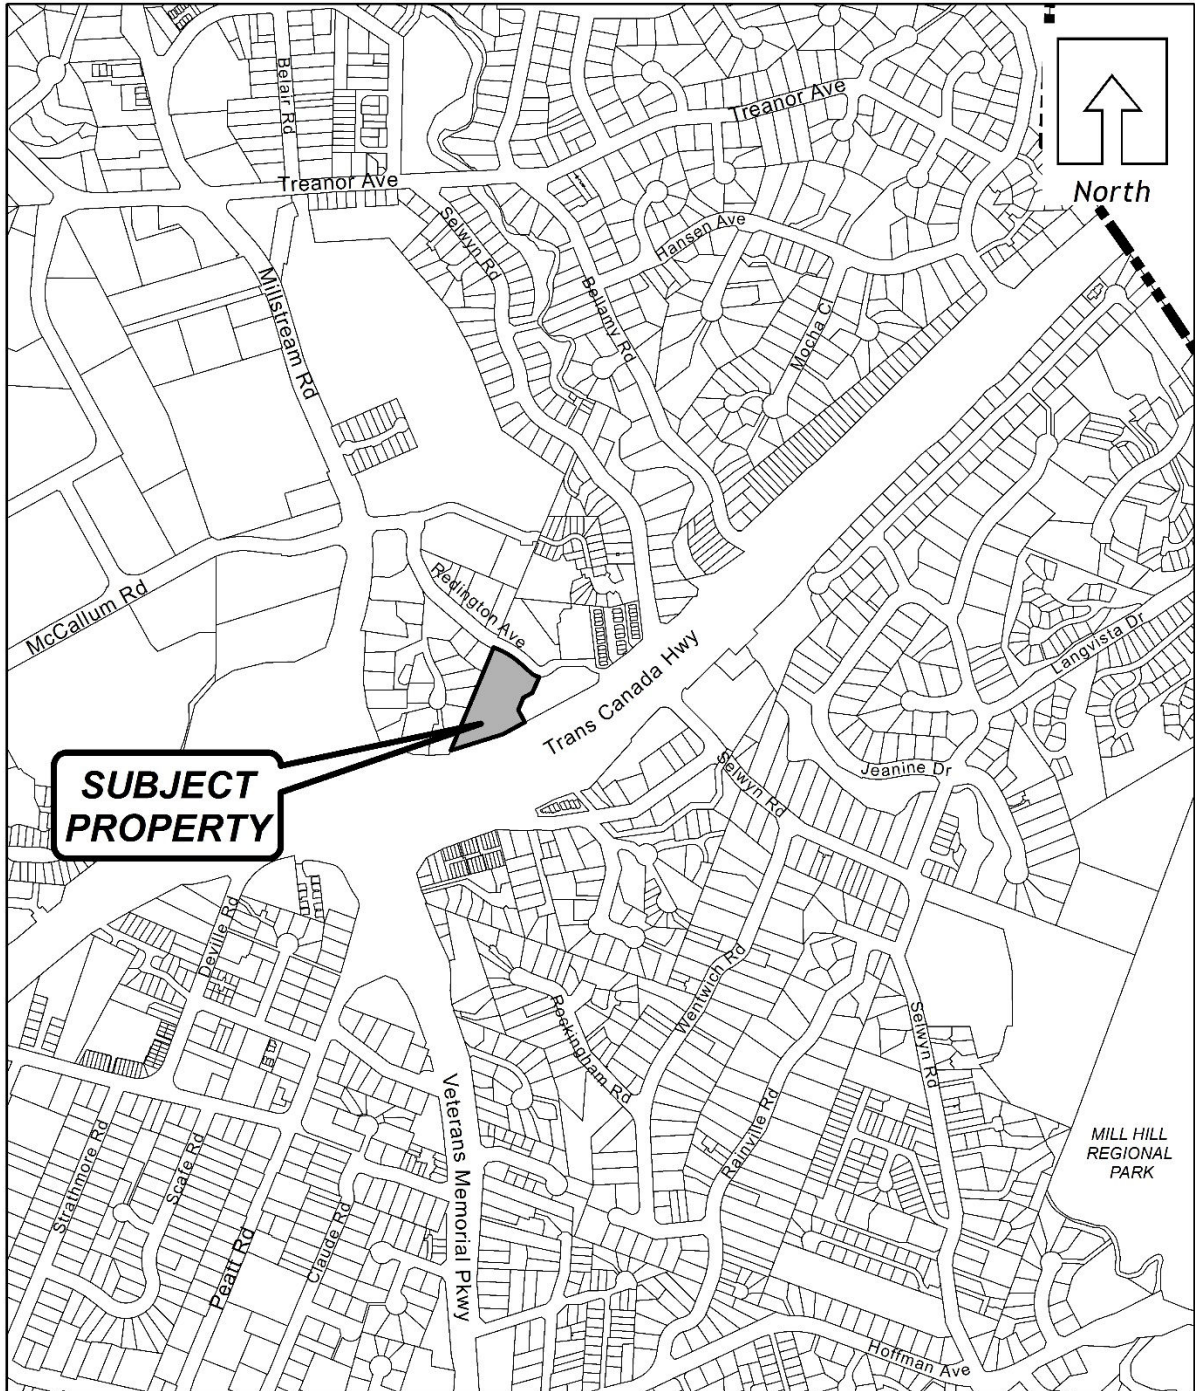 Belair Rd
Treanor Ave
North
Treanor Ave
Selwyn Rd
Hansen Ave
Millstream Rd
Bellamy Rd
Mocha Cl
McCallum Rd
Redington Ave
Langvista Dr
Trans Canada Hwy
SUBJECT
PROPERTY
Selwyn Rd
Jeanine Dr
Deville Rd
Wentwich Rd
Rockingham Rd
Selwyn Rd
Veterans Memorial Pkwy
Rainville Rd
MILL HILL
REGIONAL
PARK
Strathmore Rd
Scafe Rd
Peatt Rd
Claude Rd
Hoffman Ave